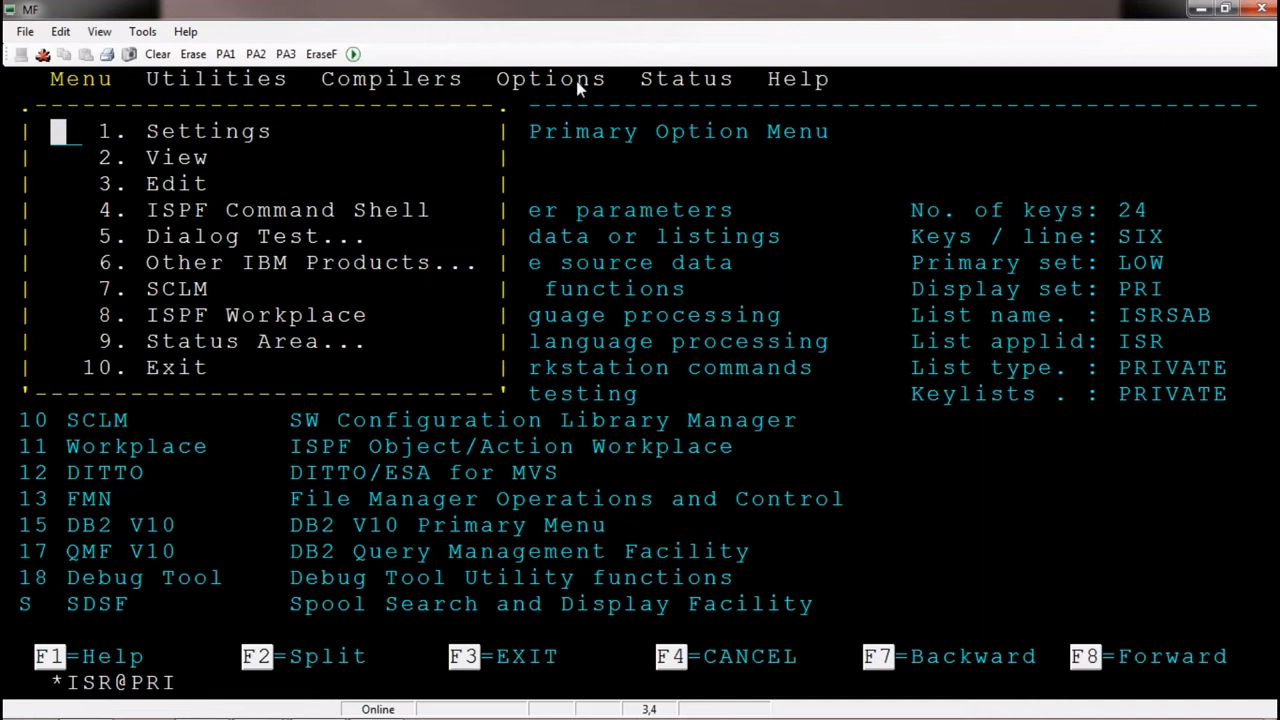 MF
File Edit View Tools Help
Clear Erase PA1 PA2 PA3 EraseF
Menu Utilities Compilers Options Status Help
1. Settings Primary Option Menu
2. View
3. Edit
4. ISPF Command Shell er parameters No. of keys: 24
5. Dialog Test... data or listings Keys / line: SIX
6. Other IBM Products... e source data Primary set: LOW
7. SCLM functions Display set: PRI
8. ISPF Workplace guage processing List name. : ISRSAB
9. Status Area... language processing List applid: ISR
10. Exit rkstation commands List type. : PRIVATE
testing Keylists . : PRIVATE
10 SCLM SW Configuration Library Manager
11 Workplace ISPF Object/Action Workplace
12 DITTO DITTO/ESA for MVS
13 FMN File Manager Operations and Control
15 DB2 V10 DB2 V10 Primary Menu
17 QMF V10 DB2 Query Management Facility
18 Debug Tool Debug Tool Utility functions
S SDSF Spool Search and Display Facility
F1=Help F2=Split F3=EXIT F4=CANCEL F7=Backward F8=Forward
*ISR@PRI
Online 3,4